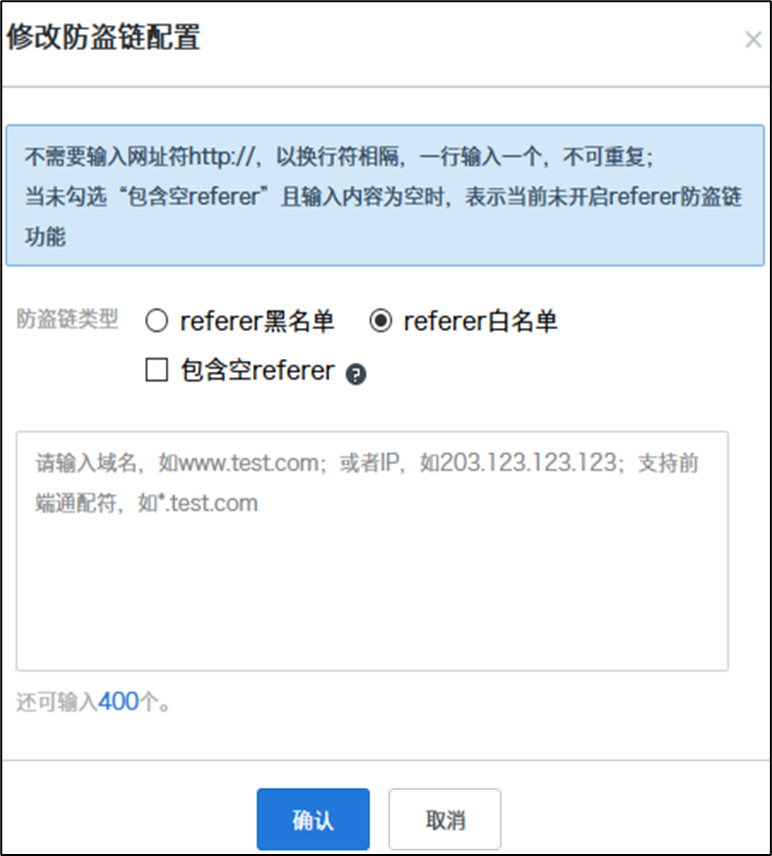 修改防盗链配置
不需要输入网址符http://，以换行符相隔，一行输入一个，不可重复；
当未勾选“包含空referer”且输入内容为空时，表示当前未开启referer防盗链
功能
防盗链类型 referer黑名单 referer白名单
包含空referer ?
请输入域名，如www.test.com；或者IP，如203.123.123.123；支持前
端通配符，如*.test.com
还可输入400个。
确认 取消